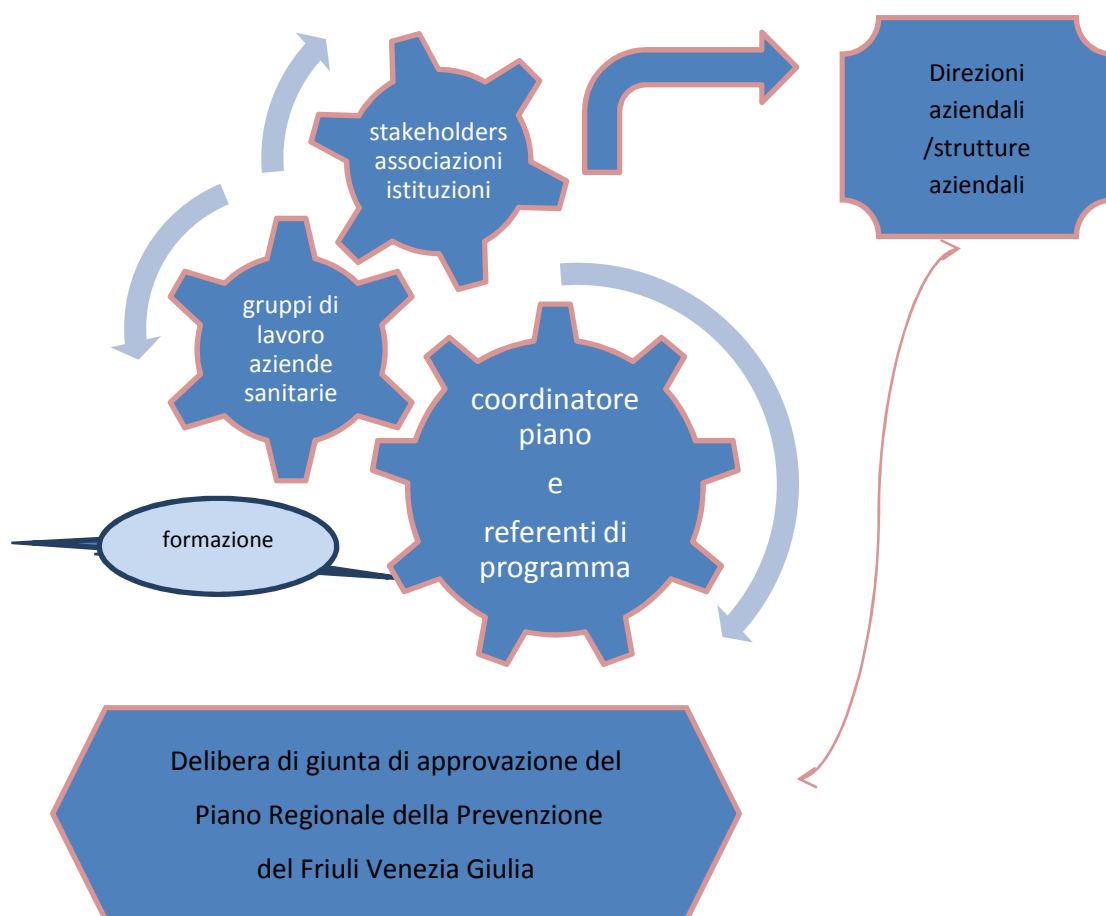 stakeholders
associazioni
istituzioni
Direzioni
aziendali
/strutture
aziendali
gruppi di
lavoro
aziende
sanitarie
coordinatore
piano
e
referenti di
programma
formazione
Delibera di giunta di approvazione del
Piano Regionale della Prevenzione
del Friuli Venezia Giulia